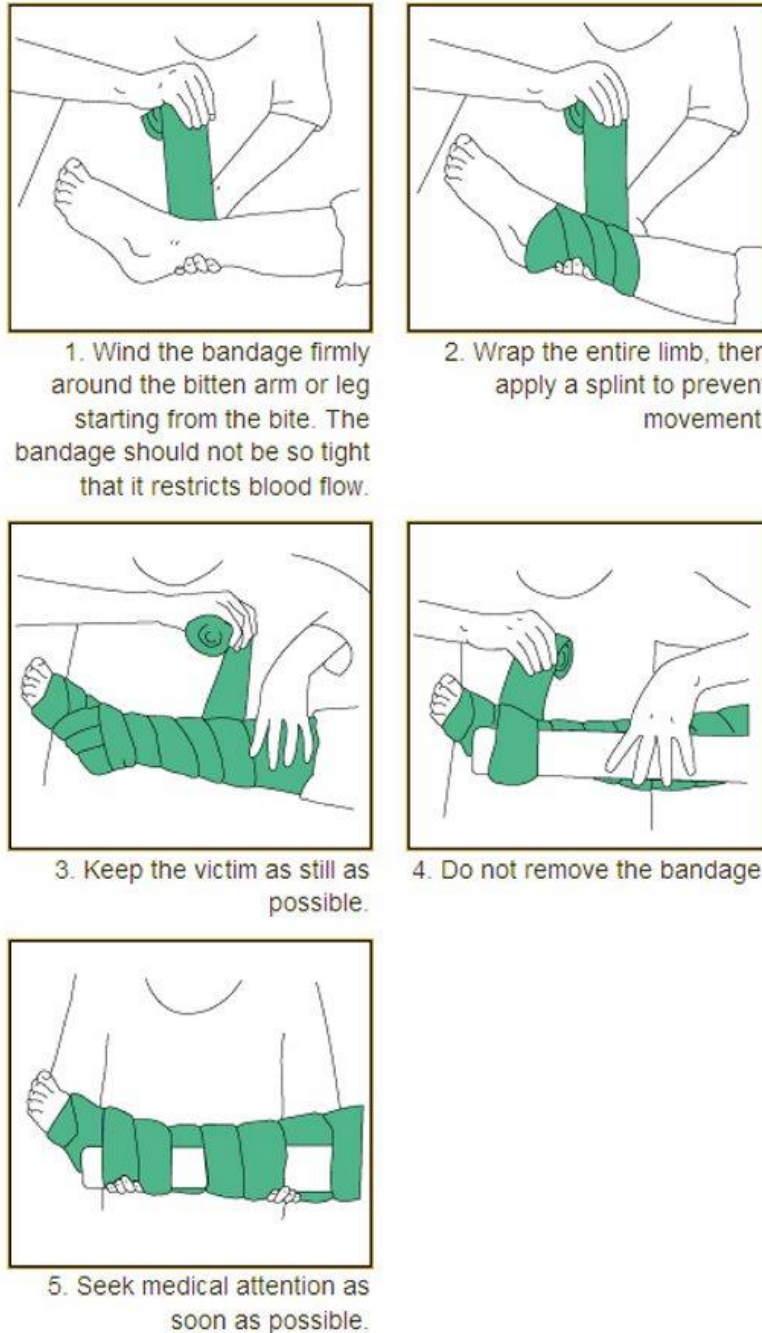 1. Wind the bandage firmly
around the bitten arm or leg
starting from the bite. The
bandage should not be so tight
that it restricts blood flow.
2. Wrap the entire limb, then
apply a splint to prevent
movement
3. Keep the victim as still as
possible.
4. Do not remove the bandage
5. Seek medical attention as
soon as possible.